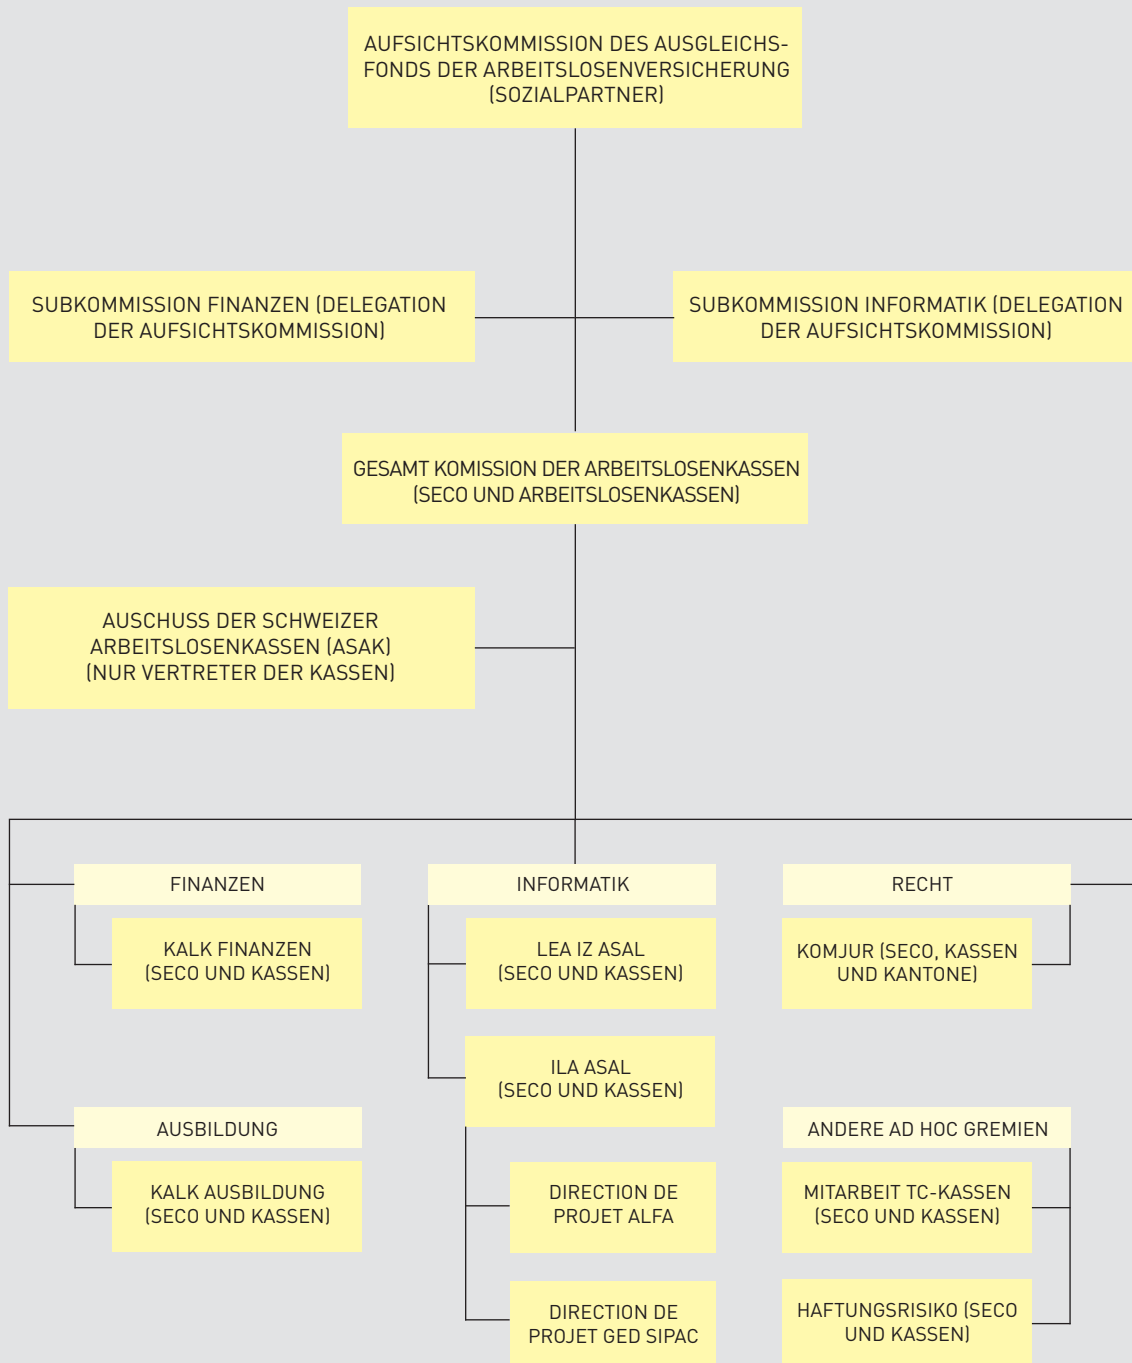 AUFSICHTSKOMMISSION DES AUSGLEICHS-
FONDS DER ARBEITSLOSENVERSICHERUNG
(SOZIALPARTNER)
SUBKOMMISSION FINANZEN (DELEGATION
DER AUFSICHTSKOMMISSION)
SUBKOMMISSION INFORMATIK (DELEGATION
DER AUFSICHTSKOMMISSION)
GESAMT KOMISSION DER ARBEITSLOSENKASSEN
(SECO UND ARBEITSLOSENKASSEN)
AUSCHUSS DER SCHWEIZER
ARBEITSLOSENKASSEN (ASAK)
(NUR VERTRETER DER KASSEN)
FINANZEN
KALK FINANZEN
(SECO UND KASSEN)
AUSBILDUNG
KALK AUSBILDUNG
(SECO UND KASSEN)
INFORMATIK
LEA IZ ASAL
(SECO UND KASSEN)
ILA ASAL
(SECO UND KASSEN)
DIRECTION DE
PROJET ALFA
DIRECTION DE
PROJET GED SIPAC
RECHT
KOMJUR (SECO, KASSEN
UND KANTONE)
ANDERE AD HOC GREMIEN
MITARBEIT TC-KASSEN
(SECO UND KASSEN)
HAFTUNGSRISIKO (SECO
UND KASSEN)